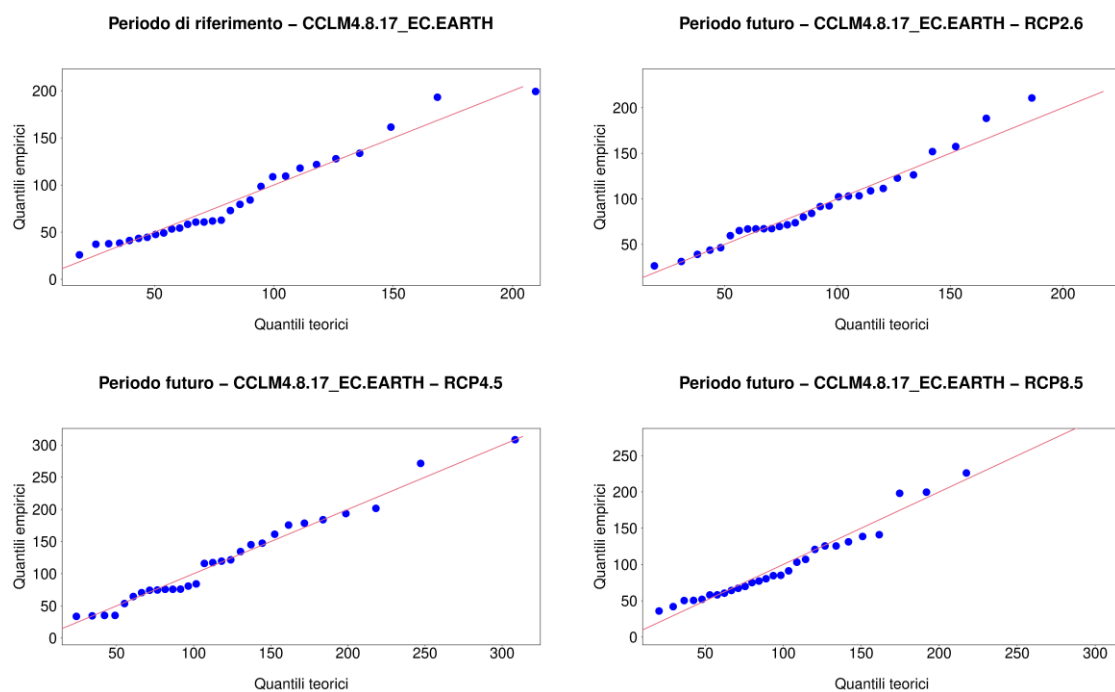 Periodo di riferimento – CCLM4.8.17_EC.EARTH
Quantili empirici
200
150
100
50
0
50 100 150 200
Quantili teorici
Periodo futuro – CCLM4.8.17_EC.EARTH – RCP2.6
Quantili empirici
200
150
100
50
50 100 150 200
Quantili teorici
Periodo futuro – CCLM4.8.17_EC.EARTH – RCP4.5
Quantili empirici
300
250
200
150
100
50
0
50 100 150 200 250 300
Quantili teorici
Periodo futuro – CCLM4.8.17_EC.EARTH – RCP8.5
Quantili empirici
250
200
150
100
50
0
50 100 150 200 250 300
Quantili teorici